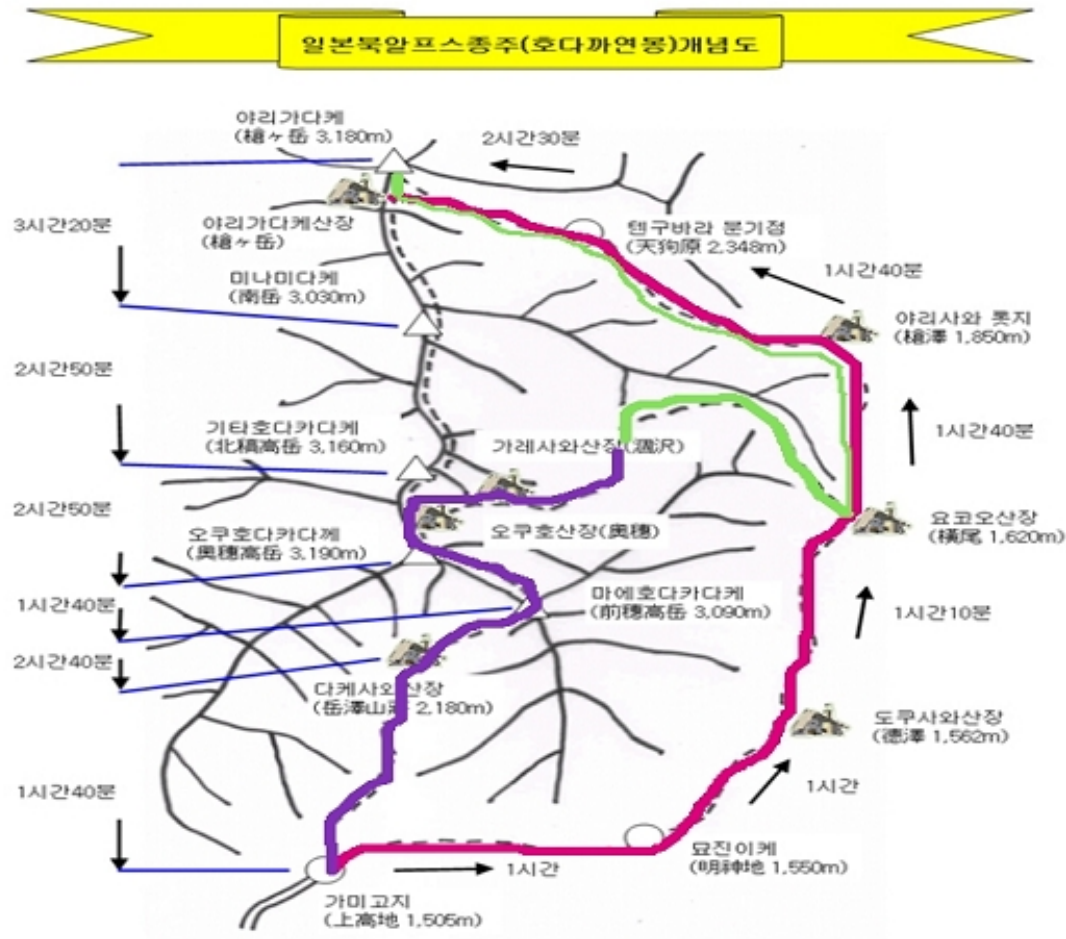 일본북알프스종주(호다까연봉)개념도
야리가다케
(槍ヶ岳 3,180m)
2시간30분
3시간20분
야리가다케산장
(槍ヶ岳)
텐구바라 분기점
(天狗原 2,348m)
1시간40분
미나미다케
(南岳 3,030m)
야리사와 롯지
(槍澤 1,850m)
2시간50분
기타호다카다케
(北穚高岳 3,160m)
가레사와산장(涸沢)
1시간40분
2시간50분
오쿠호다카다께
(奧穗高岳 3,190m)
오쿠호산장(奧穗)
요코오산장
(橫尾 1,620m)
1시간40분
마에호다카다케
(前穗高岳 3,090m)
1시간10분
2시간40분
다케사와산장
(岳澤山莊 2,180m)
도쿠사와산장
(德澤 1,562m)
1시간40분
1시간
묘진이케
(明神地 1,550m)
1시간
가미고지
(上高地 1,505m)